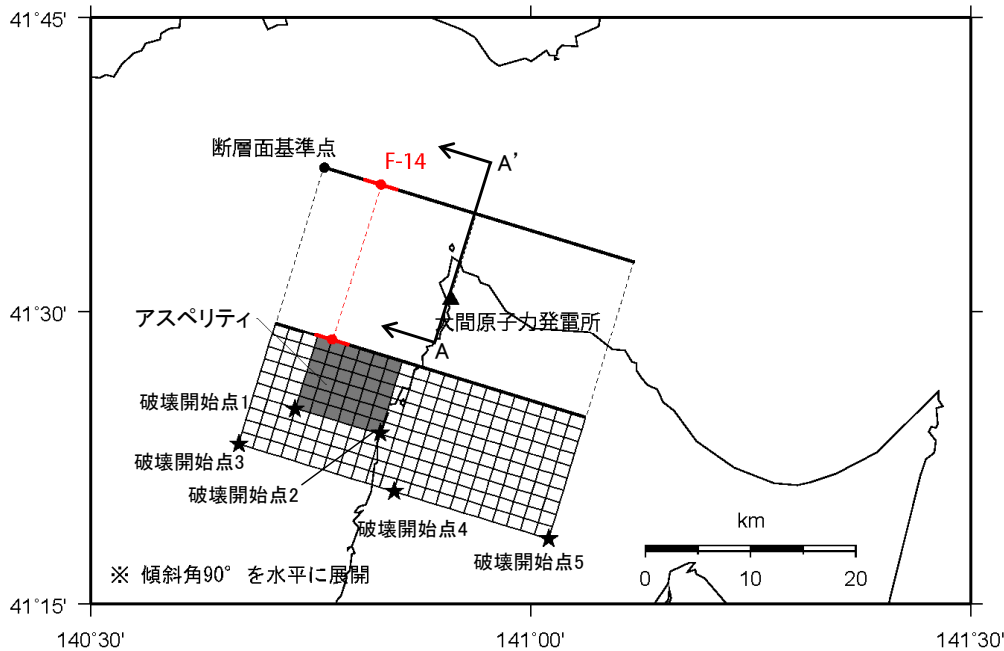 41°45'
断層面基準点
F-14
A'
41°30'
アスペリティ
大間原子力発電所
A
破壊開始点1
破壊開始点3
破壊開始点2
破壊開始点4
破壊開始点5
km
0 10 20
※ 傾斜角90° を水平に展開
41°15'
140°30' 141°00' 141°30'